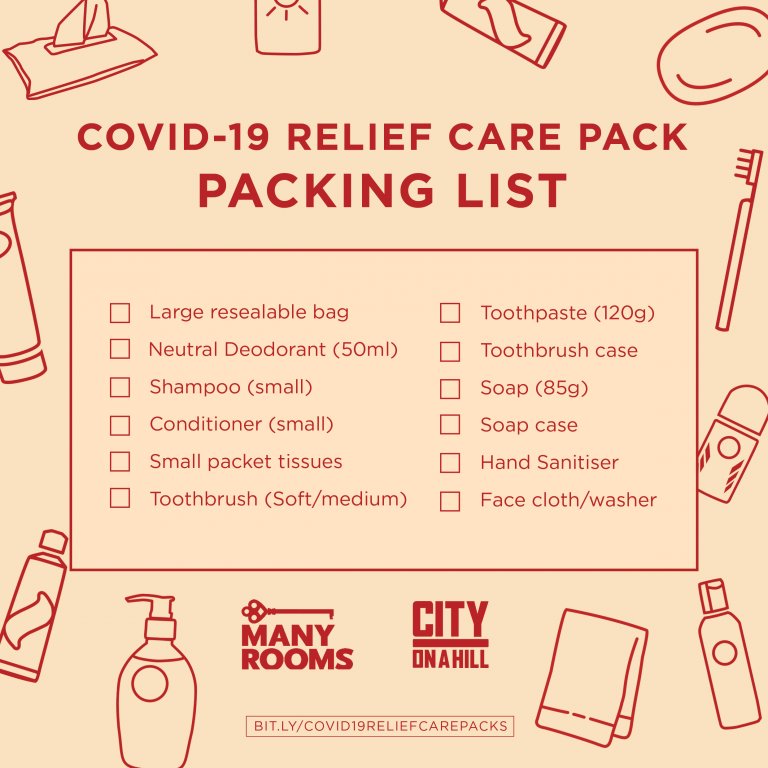 COVID-19 RELIEF CARE PACK
PACKING LIST
Large resealable bag
Neutral Deodorant (50ml)
Shampoo (small)
Conditioner (small)
Small packet tissues
Toothbrush (Soft/medium)
Toothpaste (120g)
Toothbrush case
Soap (85g)
Soap case
Hand Sanitiser
Face cloth/washer
MANY
ROOMS
CITY
ON A HILL
BIT.LY/COVID19RELIEFCAREPACKS